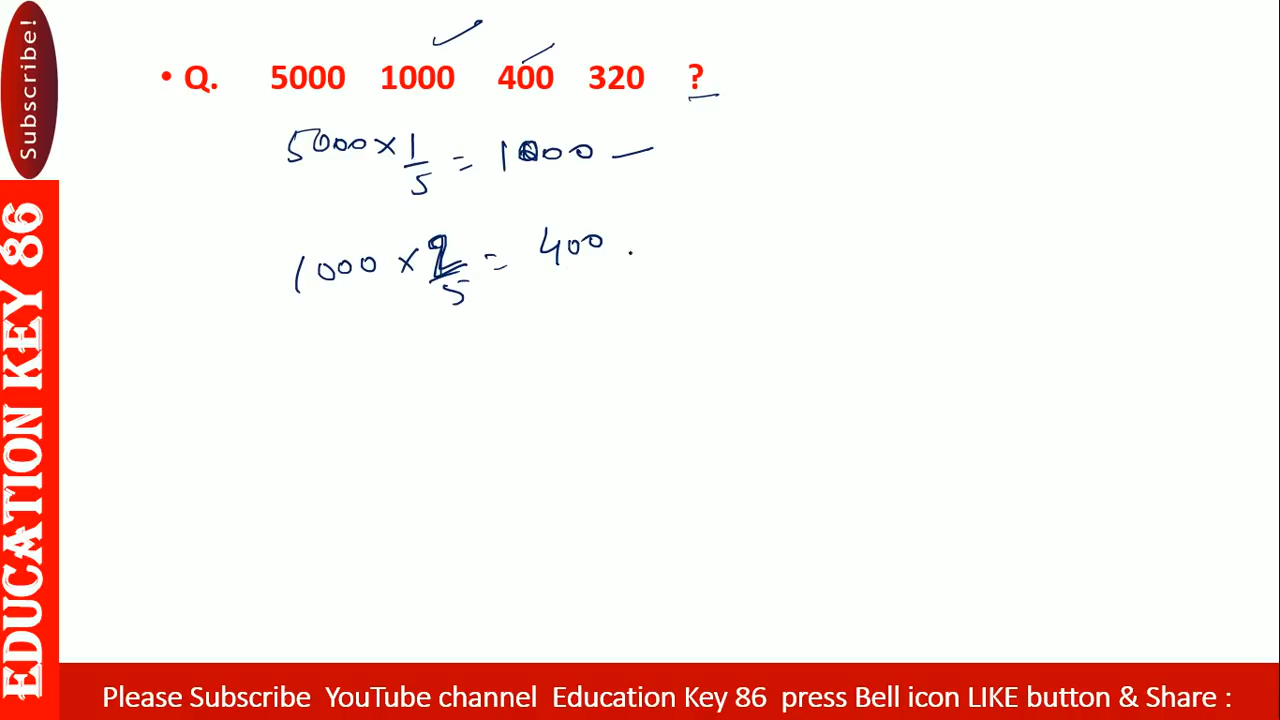 Subscribe!
EDUCATION KEY 86
• Q. 5000 1000 400 320 ?
5000 × 1/5 = 1000
1000 × 2/5 = 400
Please Subscribe YouTube channel Education Key 86 press Bell icon LIKE button & Share :